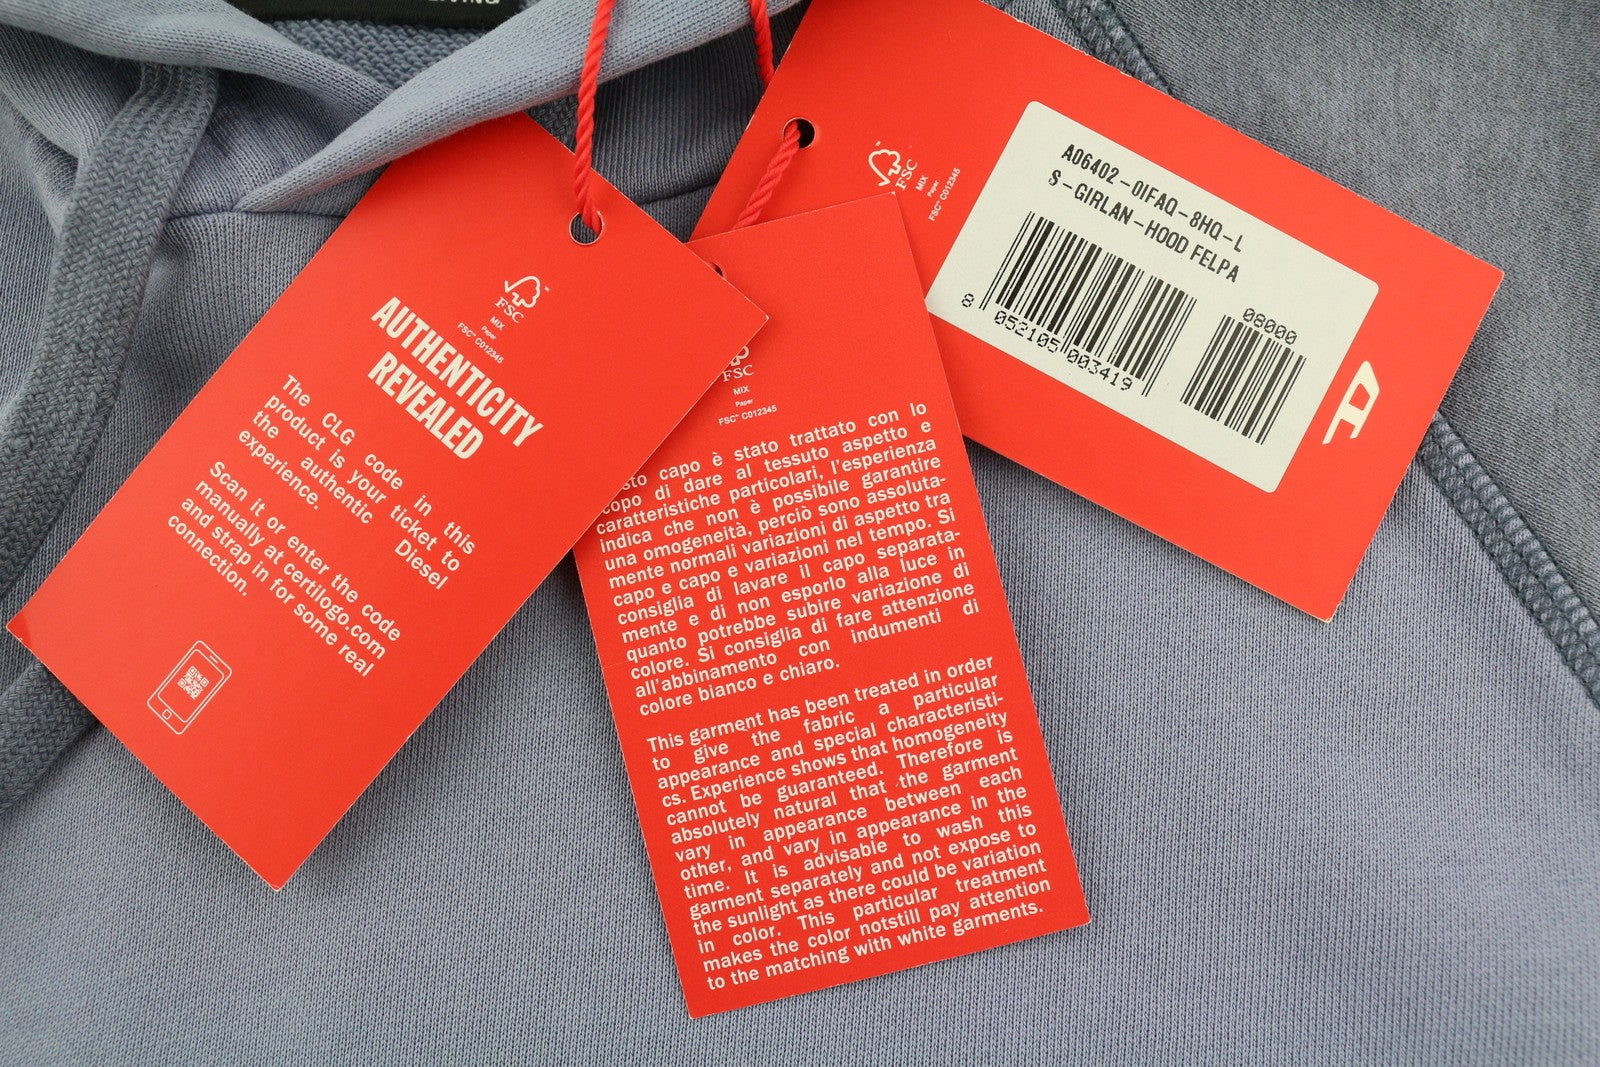 FSC
MIX
Paper
FSC™ C012345
AUTHENTICITY
REVEALED
The CLG code in this
product is your ticket to
the authentic Diesel
experience.
Scan it or enter the code
manually at certilogo.com
and strap in for some real
connection.
FSC
MIX
Paper
FSC™ C012345
capo è stato trattato con lo
copo di dare al tessuto aspetto e
caratteristiche particolari, l'esperienza
indica che non è possibile garantire
una omogeneità, perciò sono assoluta-
mente normali variazioni di aspetto tra
capo e capo e variazioni nel tempo. Si
consiglia di lavare il capo separata-
mente e di non esporlo alla luce in
quanto potrebbe subire variazione di
colore. Si consiglia di fare attenzione
all'abbinamento con indumenti di
colore bianco e chiaro.
This garment has been treated in order
to give the fabric a particular
appearance and special characteristi-
cs. Experience shows that homogeneity
cannot be guaranteed. Therefore is
absolutely natural that the garment
vary in appearance between each
other, and vary in appearance in the
time. It is advisable to wash this
garment separately and not expose to
the sunlight as there could be variation
in color. This particular treatment
makes the color notstill pay attention
to the matching with white garments.
FSC
MIX
Paper
FSC™ C012345
A06402-0IFAQ-8HQ-L
S-GIRLAN-HOOD FELPA
8 052105 003419
08000
D